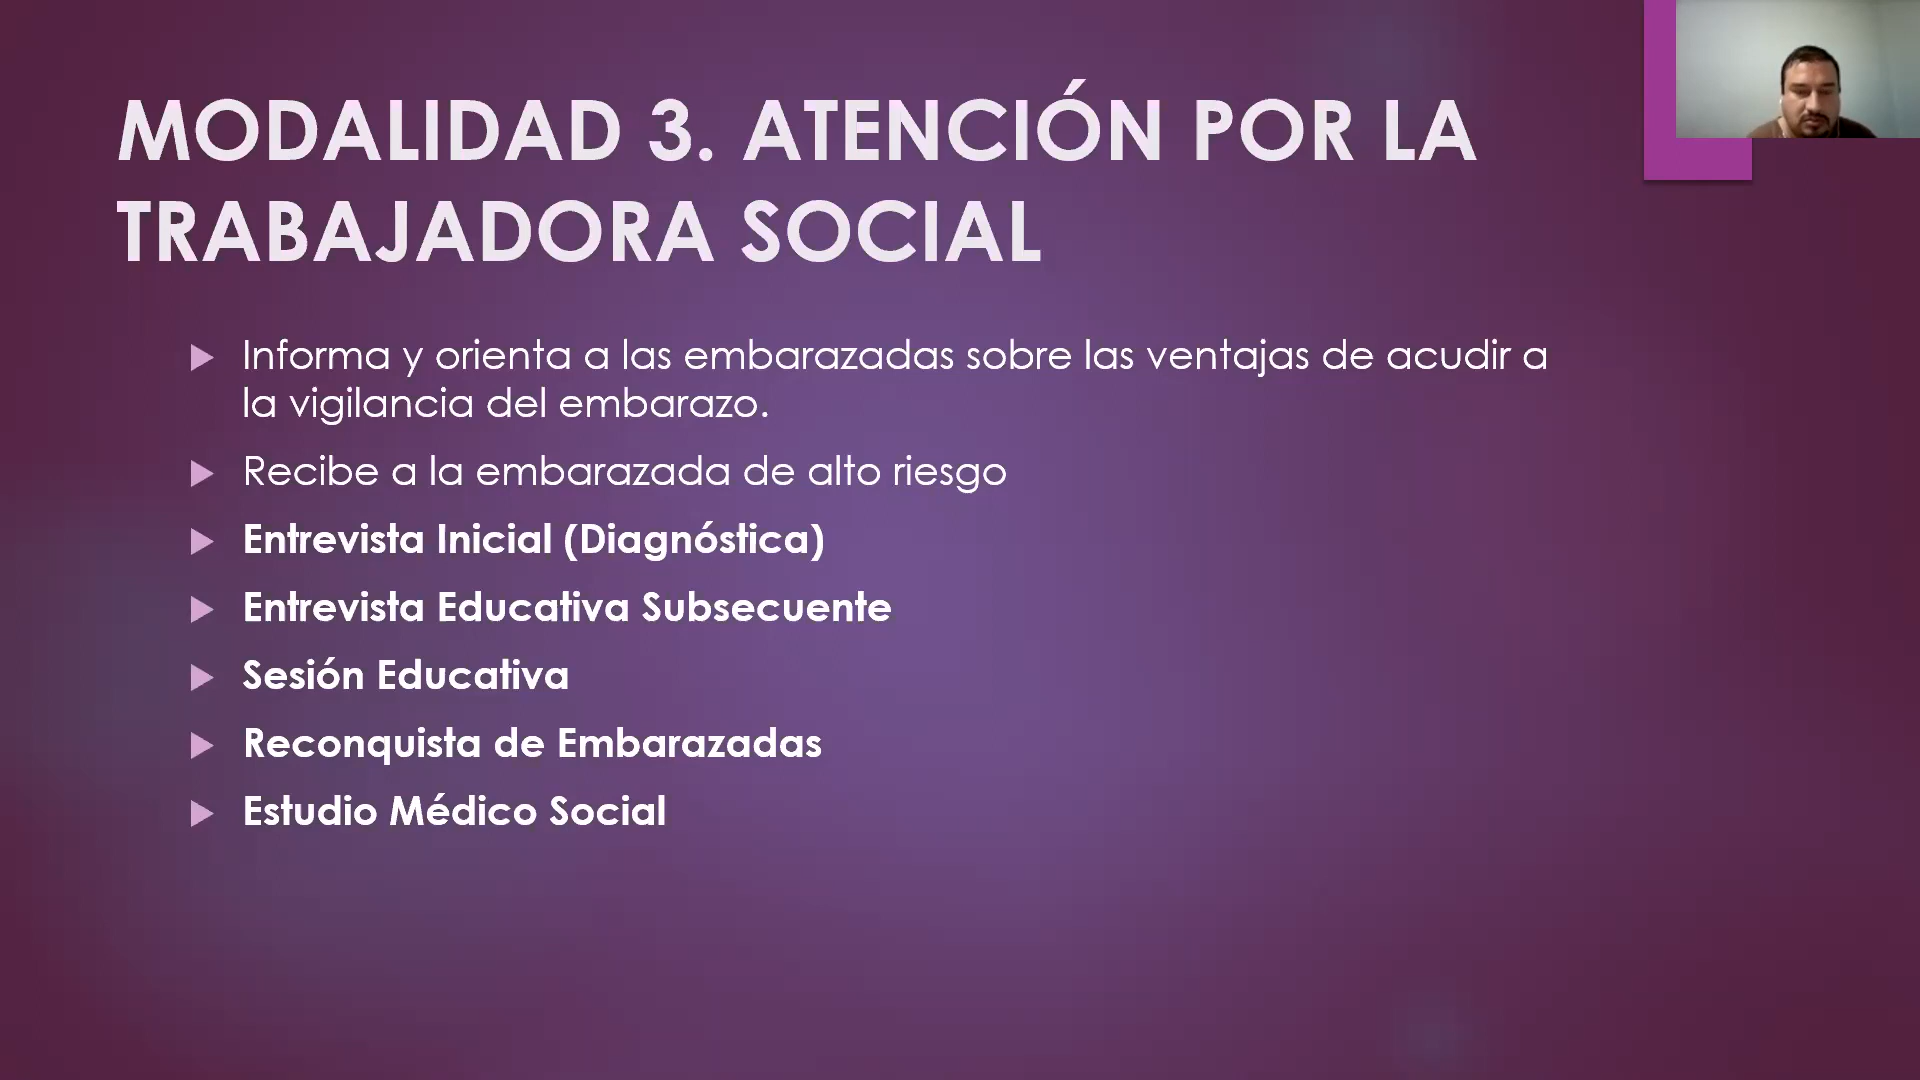 MODALIDAD 3. ATENCIÓN POR LA
TRABAJADORA SOCIAL
Informa y orienta a las embarazadas sobre las ventajas de acudir a
la vigilancia del embarazo.
Recibe a la embarazada de alto riesgo
Entrevista Inicial (Diagnóstica)
Entrevista Educativa Subsecuente
Sesión Educativa
Reconquista de Embarazadas
Estudio Médico Social